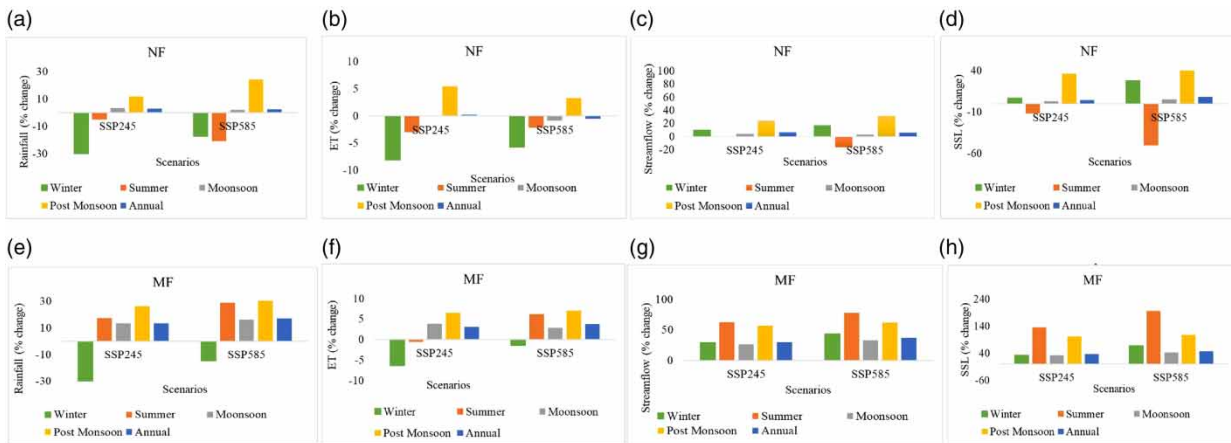 (a)
NF
Rainfall (% change)
30
10
-10
-30
SSP245 SSP585
Scenarios
Winter Summer Moonsoon
Post Monsoon Annual
(b)
NF
ET (% change)
10
5
0
-5
-10
SSP245 SSP585
Scenarios
Winter Summer Moonsoon
Post Monsoon Annual
(c)
NF
Streamflow (% change)
100
80
60
40
20
0
-20
SSP245 SSP585
Scenarios
Winter Summer Moonsoon
Post Monsoon Annual
(d)
NF
SSL (% change)
40
-10
-60
SSP245 SSP585
Scenarios
Winter Summer Moonsoon
Post Monsoon Annual
(e)
MF
Rainfall (% change)
30
10
-10
-30
SSP245 SSP585
Scenarios
Winter Summer Moonsoon
Post Monsoon Annual
(f)
MF
ET (% change)
10
5
0
-5
-10
SSP245 SSP585
Scenarios
Winter Summer Moonsoon
Post Monsoon Annual
(g)
MF
Streamflow (% change)
100
50
0
SSP245 SSP585
Scenarios
Winter Summer Moonsoon
Post Monsoon Annual
(h)
MF
SSL (% change)
240
140
40
-60
SSP245 SSP585
Scenarios
Winter Summer Moonsoon
Post Monsoon Annual